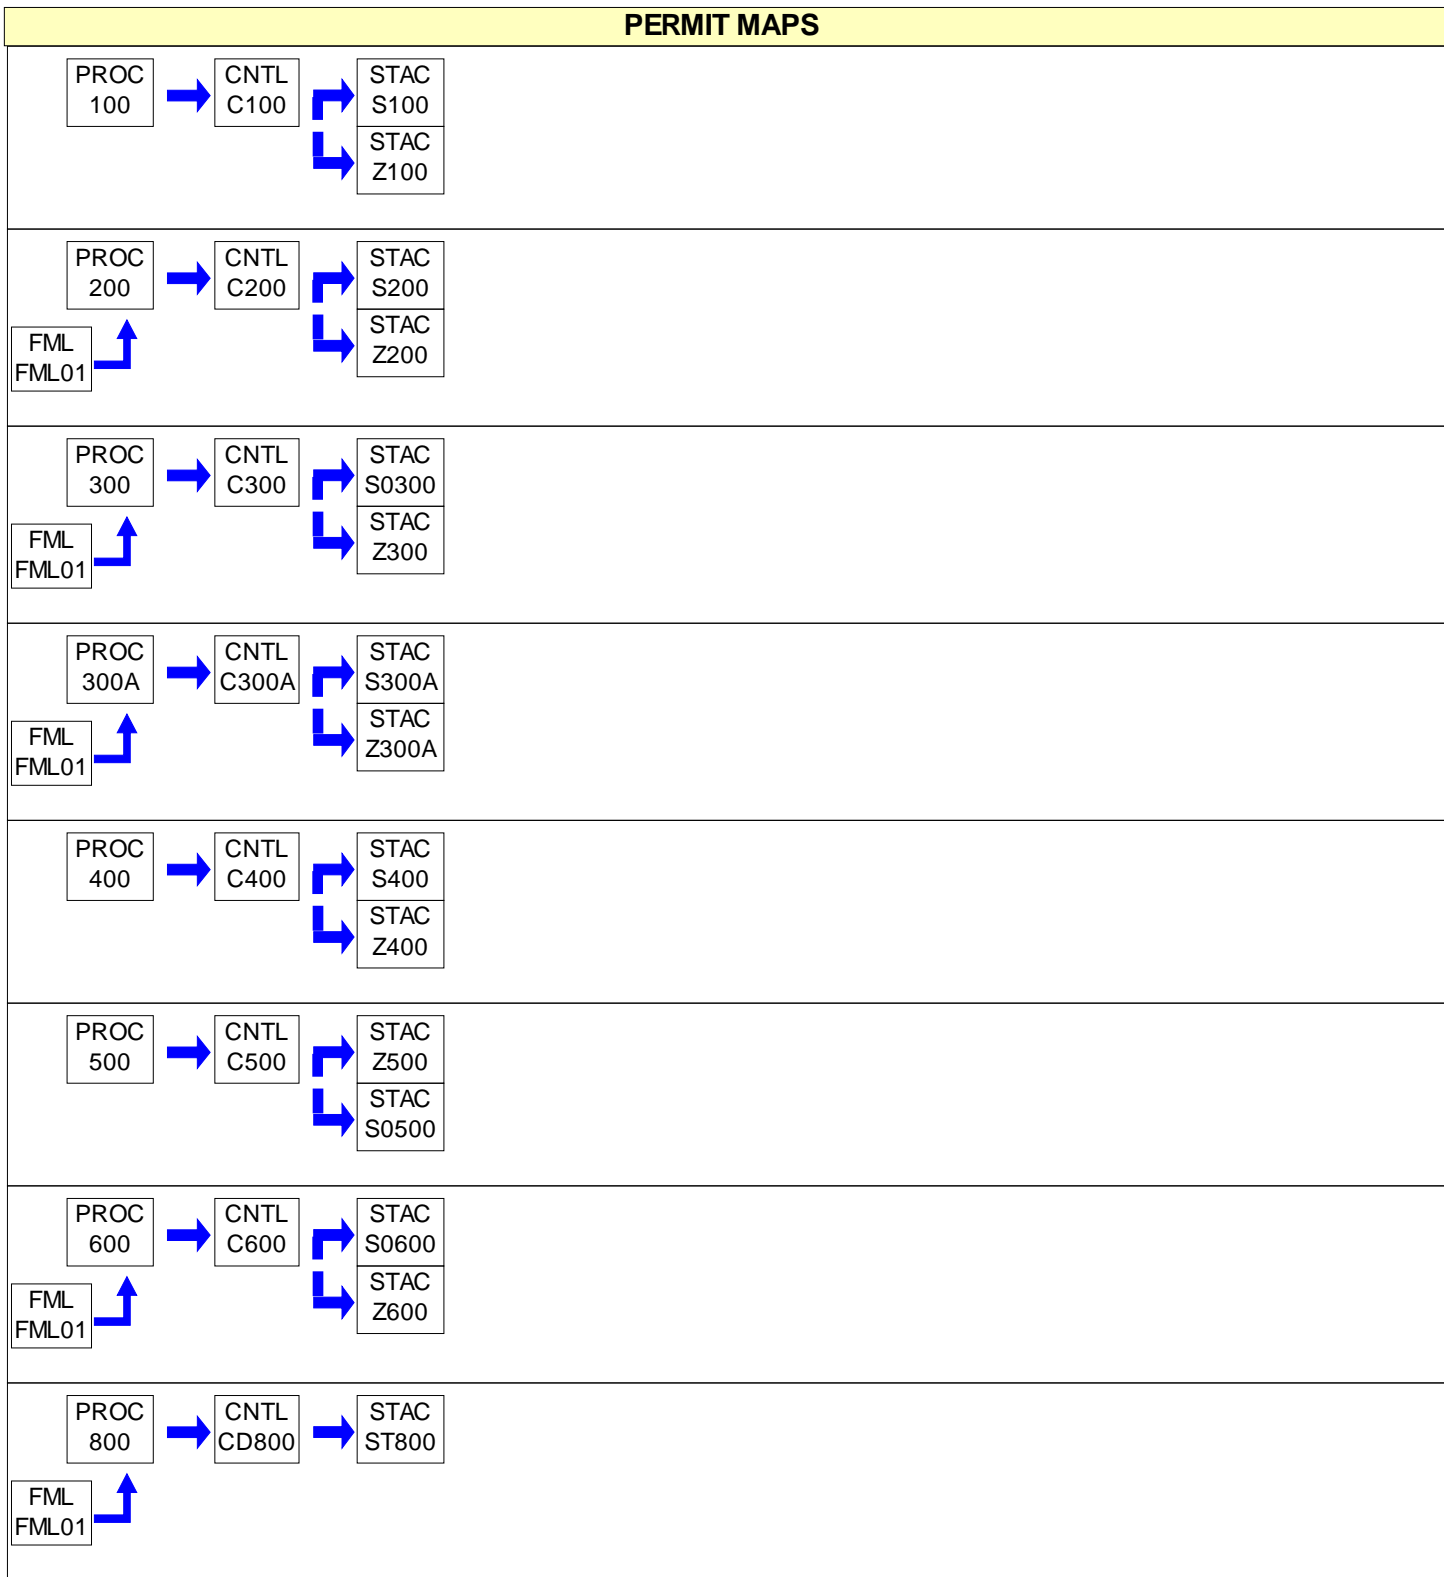 PERMIT MAPS
PROC
100
CNTL
C100
STAC
S100
STAC
Z100
PROC
200
CNTL
C200
STAC
S200
STAC
Z200
FML
FML01
PROC
300
CNTL
C300
STAC
S0300
STAC
Z300
FML
FML01
PROC
300A
CNTL
C300A
STAC
S300A
STAC
Z300A
FML
FML01
PROC
400
CNTL
C400
STAC
S400
STAC
Z400
PROC
500
CNTL
C500
STAC
Z500
STAC
S0500
PROC
600
CNTL
C600
STAC
S0600
STAC
Z600
FML
FML01
PROC
800
CNTL
CD800
STAC
ST800
FML
FML01